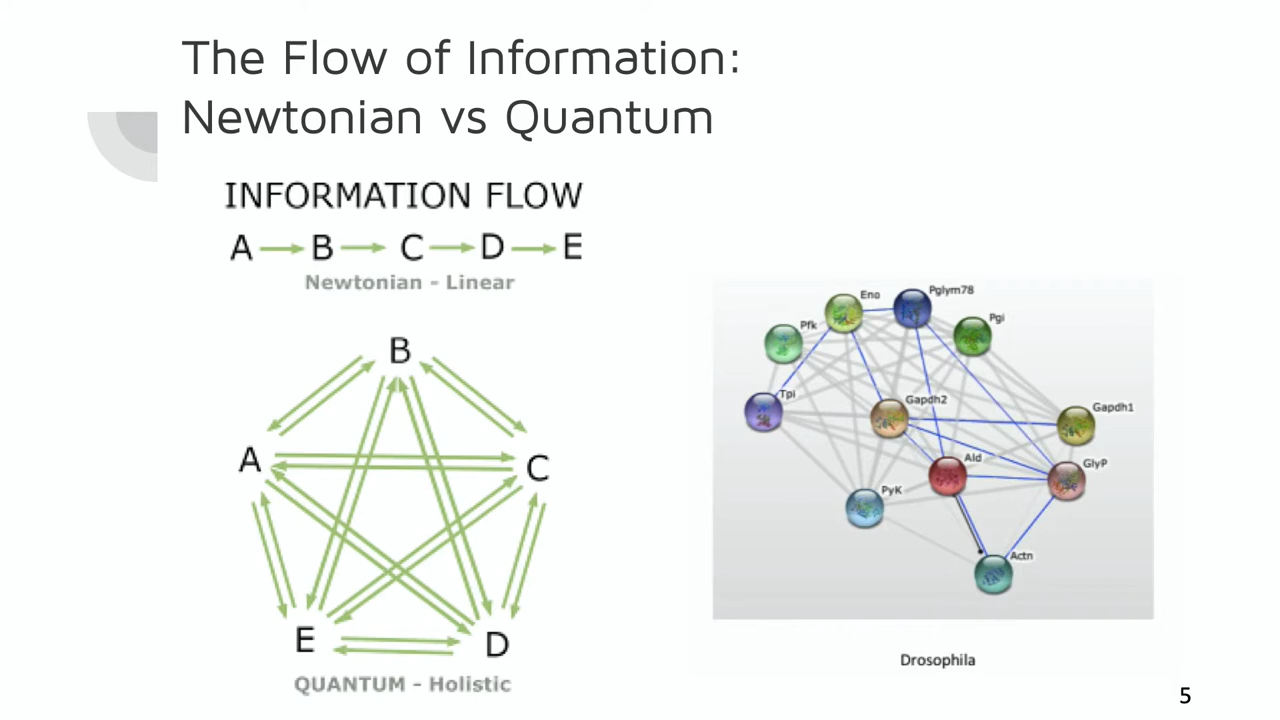 The Flow of Information:
Newtonian vs Quantum
INFORMATION FLOW
A B C D E
Newtonian - Linear
B
A
C
E
D
QUANTUM - Holistic
Eno
Pglym78
Pfk
Pgi
Tpi
Gapdh2
Gapdh1
Ald
GlyP
PyK
Actn
Drosophila
5